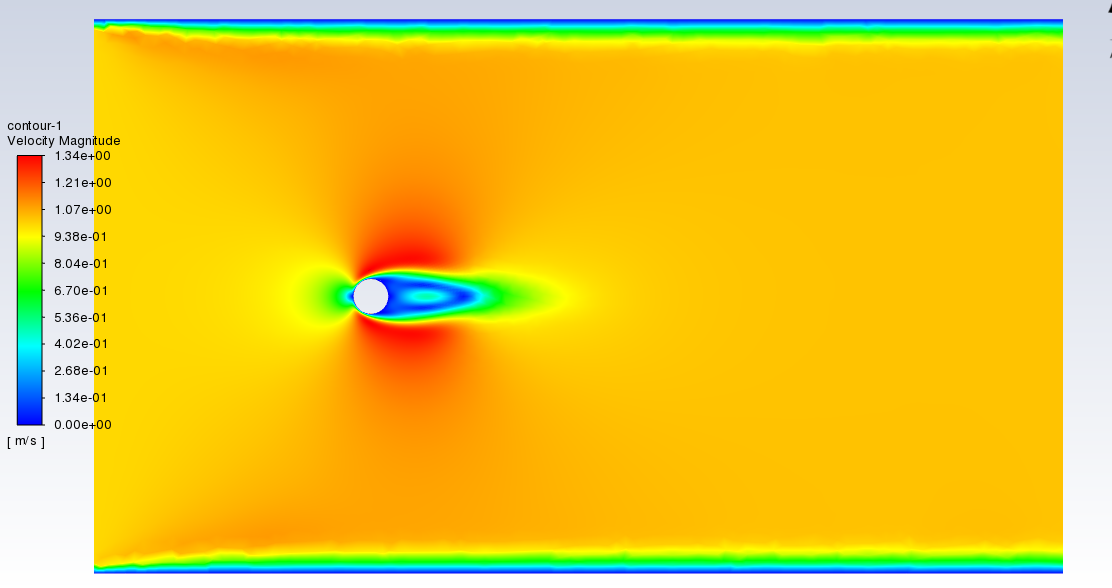 contour-1
Velocity Magnitude
1.34e+00
1.21e+00
1.07e+00
9.38e-01
8.04e-01
6.70e-01
5.36e-01
4.02e-01
2.68e-01
1.34e-01
0.00e+00
[ m/s ]